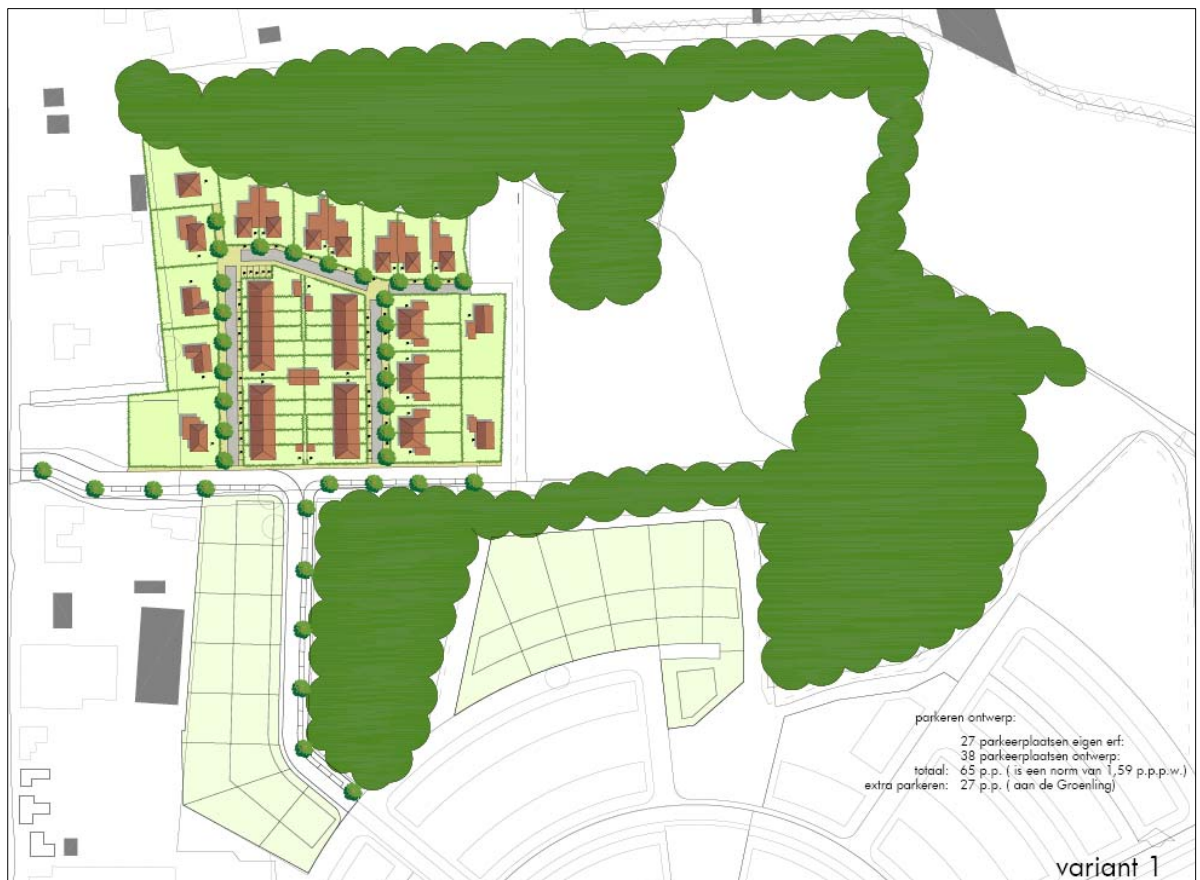 parkeren ontwerp:
27 parkeerplaatsen eigen erf:
38 parkeerplaatsen ontwerp:
totaal: 65 p.p. ( is een norm van 1,59 p.p.p.w.)
extra parkeren: 27 p.p. ( aan de Groenling)
variant 1